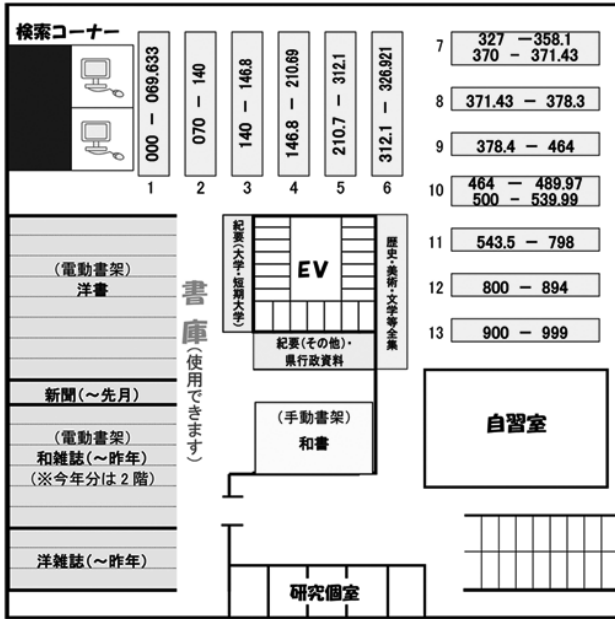 検索コーナー
000 － 069.633
070 － 140
140 － 146.8
146.8 － 210.69
210.7 － 312.1
312.1 － 326.921
1
2
3
4
5
6
7
327 －358.1
370 － 371.43
8
371.43 － 378.3
9
378.4 － 464
10
464 － 489.97
500 － 539.99
11
543.5 － 798
12
800 － 894
13
900 － 999
(電動書架)
洋書
新聞(～先月)
(電動書架)
和雑誌(～昨年)
(※今年分は2階)
洋雑誌(～昨年)
書庫(使用できます)
紀要(大学・短期大学)
EV
歴史・美術・文学等全集
紀要(その他)・
県行政資料
(手動書架)
和書
自習室
研究個室